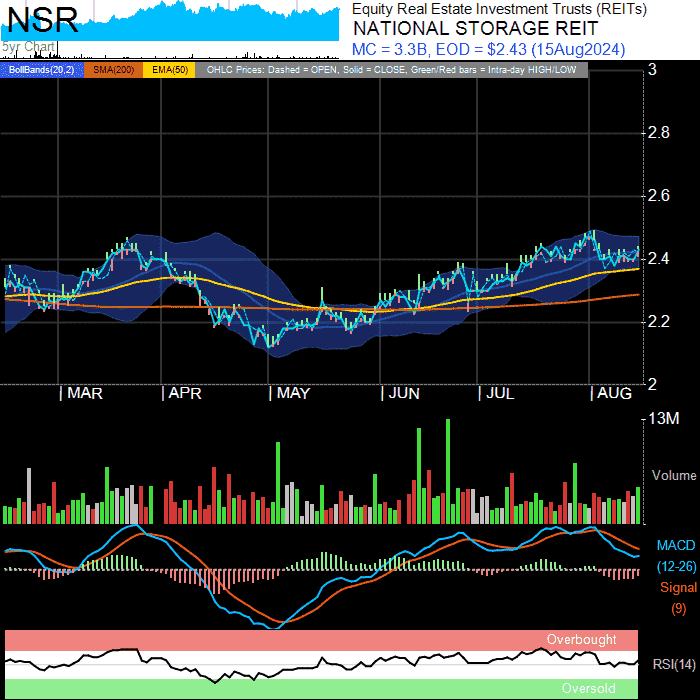 NSR
5yr Chart
Equity Real Estate Investment Trusts (REITs)
NATIONAL STORAGE REIT
MC = 3.3B, EOD = $2.43 (15Aug2024)
BollBands(20,2) SMA(200) EMA(50) OHLC Prices: Dashed = OPEN, Solid = CLOSE, Green/Red bars = Intra-day HIGH/LOW
3
2.8
2.6
2.4
2.2
2
MAR APR MAY JUN JUL AUG
13M
Volume
MACD
(12-26)
Signal
(9)
Overbought
RSI(14)
Oversold